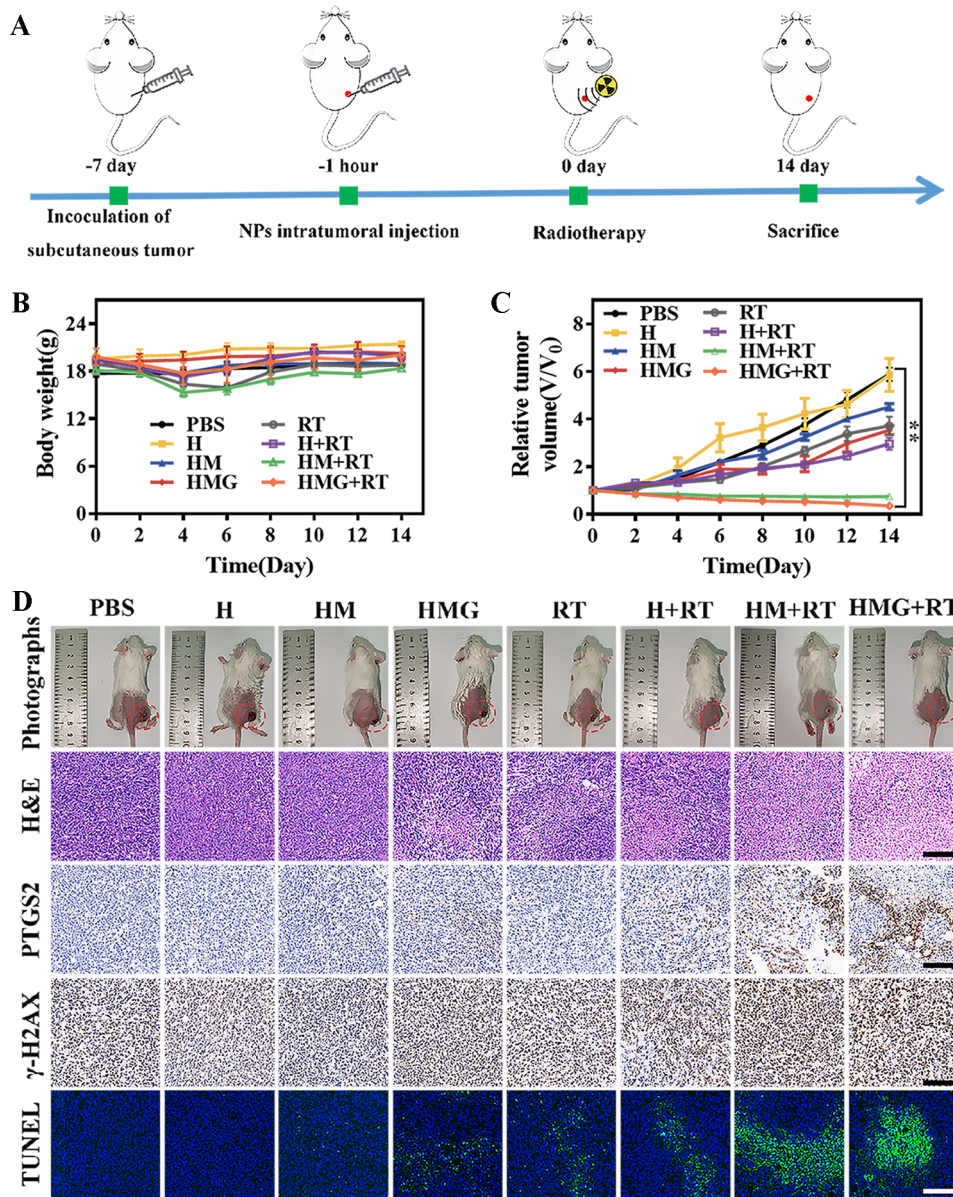 A
-7 day
-1 hour
0 day
14 day
Incoculation of
subcutaneous tumor
NPs intratumoral injection
Radiotherapy
Sacrifice
B
Body weight(g)
24
18
12
6
0
PBS
H
HM
HMG
RT
H+RT
HM+RT
HMG+RT
0 2 4 6 8 10 12 14
Time(Day)
C
Relative tumor
volume(V/V0)
8
6
4
2
0
PBS
H
HM
HMG
RT
H+RT
HM+RT
HMG+RT
**
0 2 4 6 8 10 12 14
Time(Day)
D
PBS H HM HMG RT H+RT HM+RT HMG+RT
Photographs
H&E
PTGS2
γ-H2AX
TUNEL